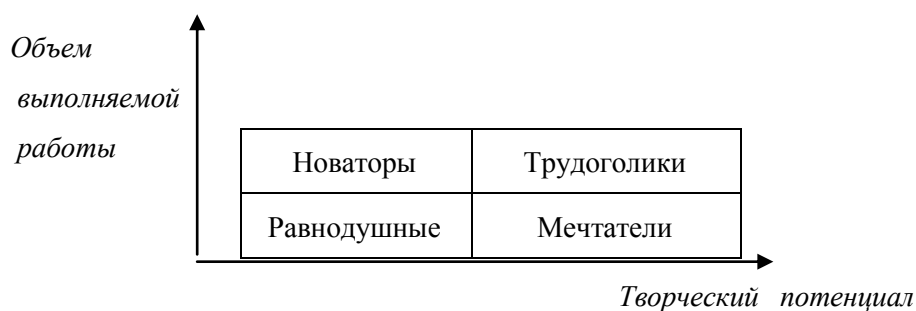 Объем
выполняемой
работы
Новаторы Трудоголики
Равнодушные Мечтатели
Творческий потенциал